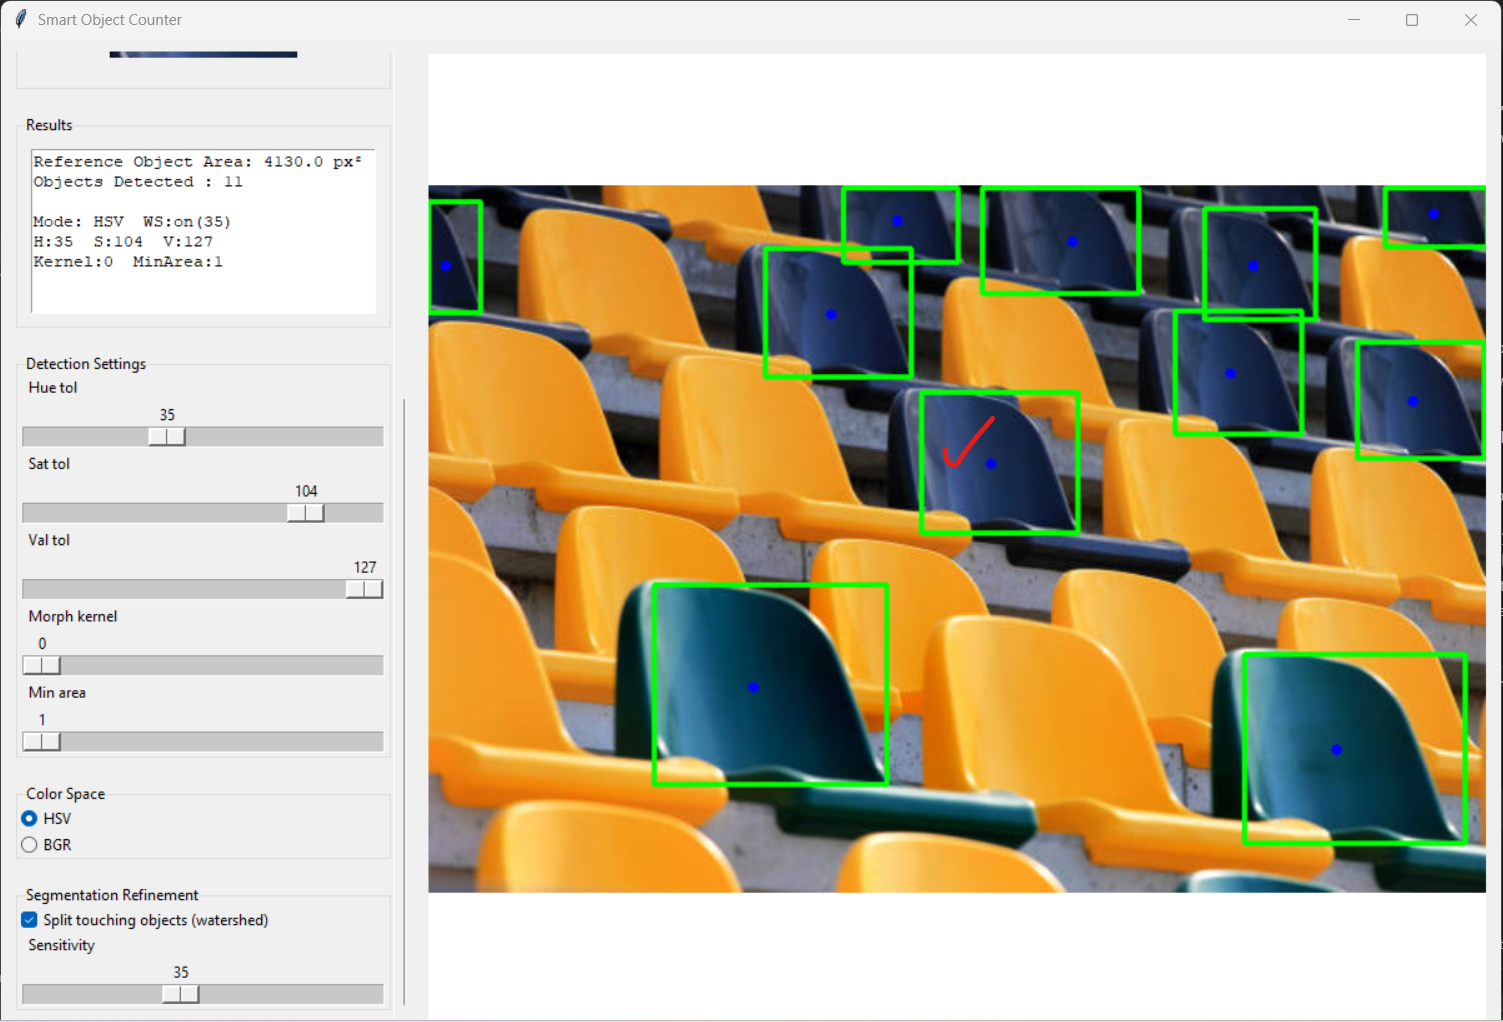 Smart Object Counter
Results
Reference Object Area: 4130.0 px²
Objects Detected : 11
Mode: HSV  WS:on(35)
H:35  S:104  V:127
Kernel:0  MinArea:1
Detection Settings
Hue tol
35
Sat tol
104
Val tol
127
Morph kernel
0
Min area
1
Color Space
HSV
BGR
Segmentation Refinement
Split touching objects (watershed)
Sensitivity
35